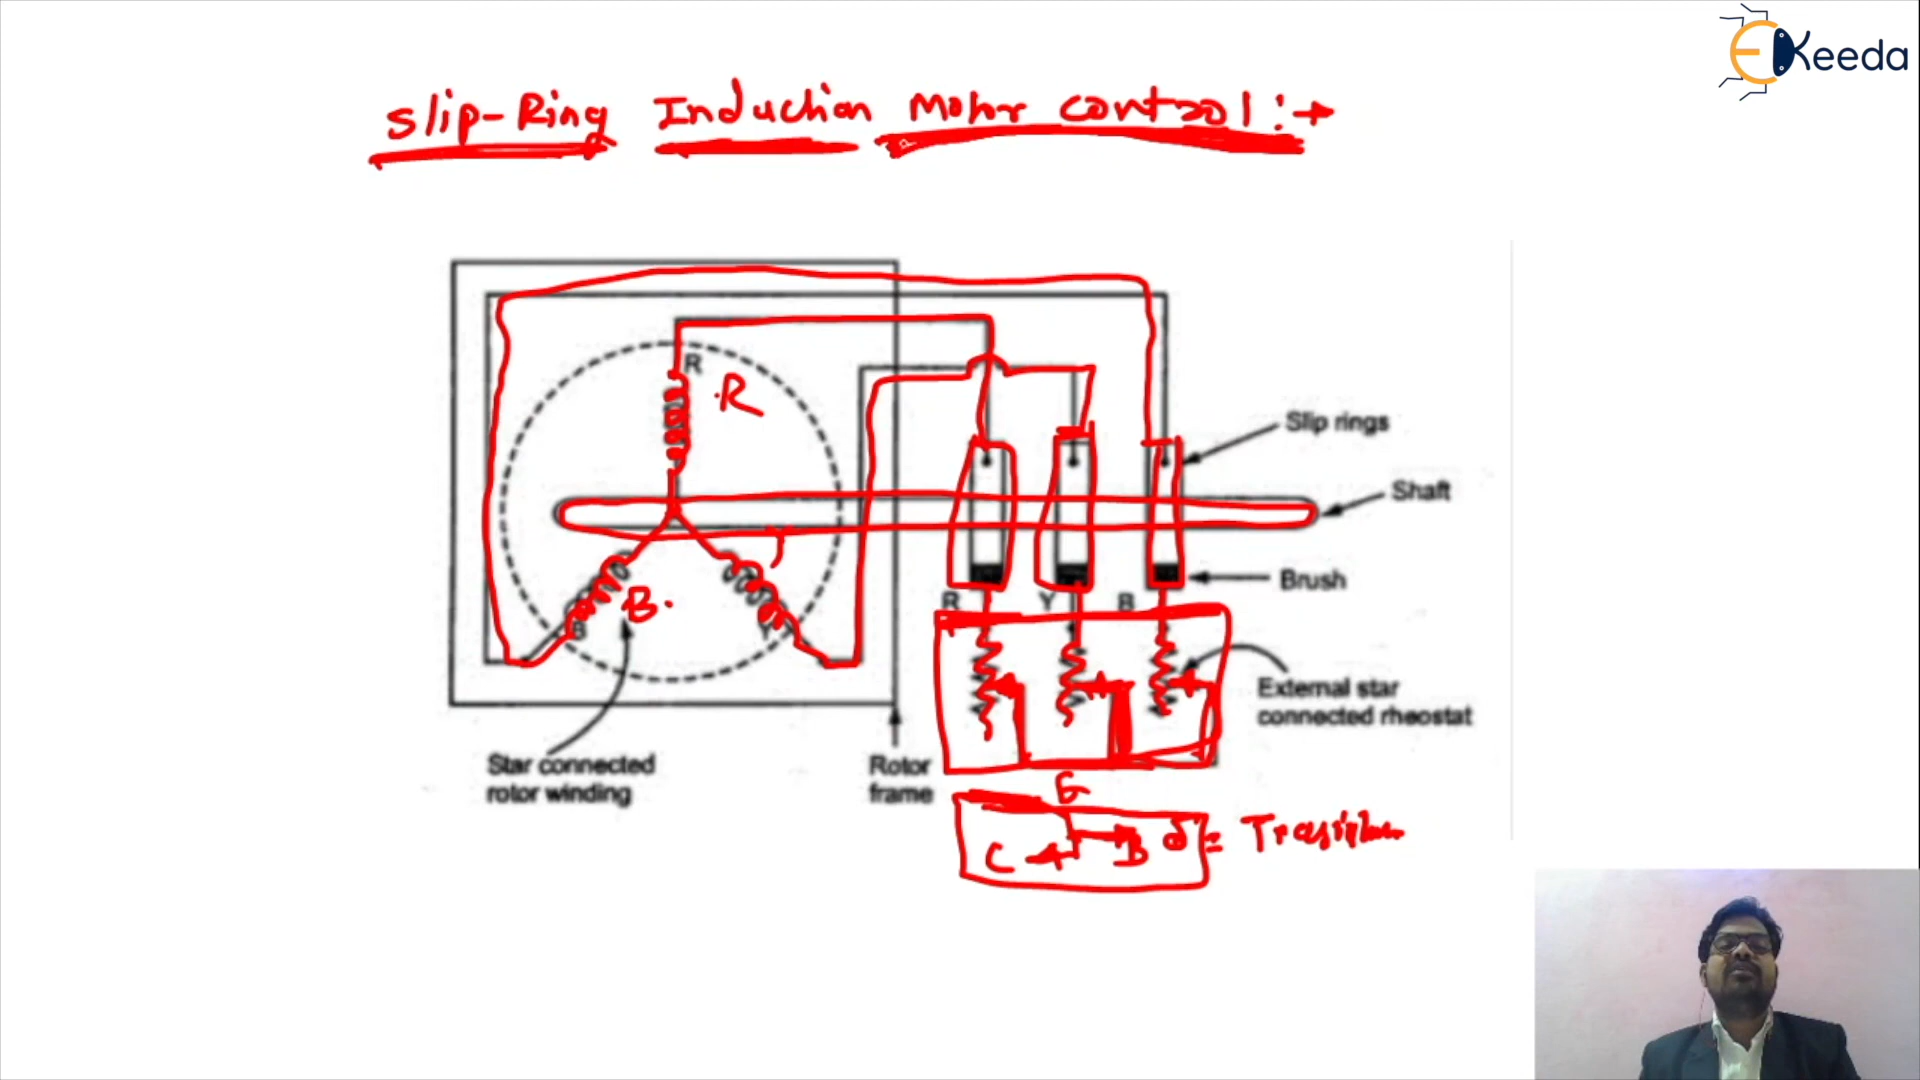 EKeeda
Slip-Ring Induction Motor control :→
R
R
Slip rings
Shaft
Y
Brush
B.
B
Y
R Y B
External star
connected rheostat
Star connected
rotor winding
Rotor
frame
C B